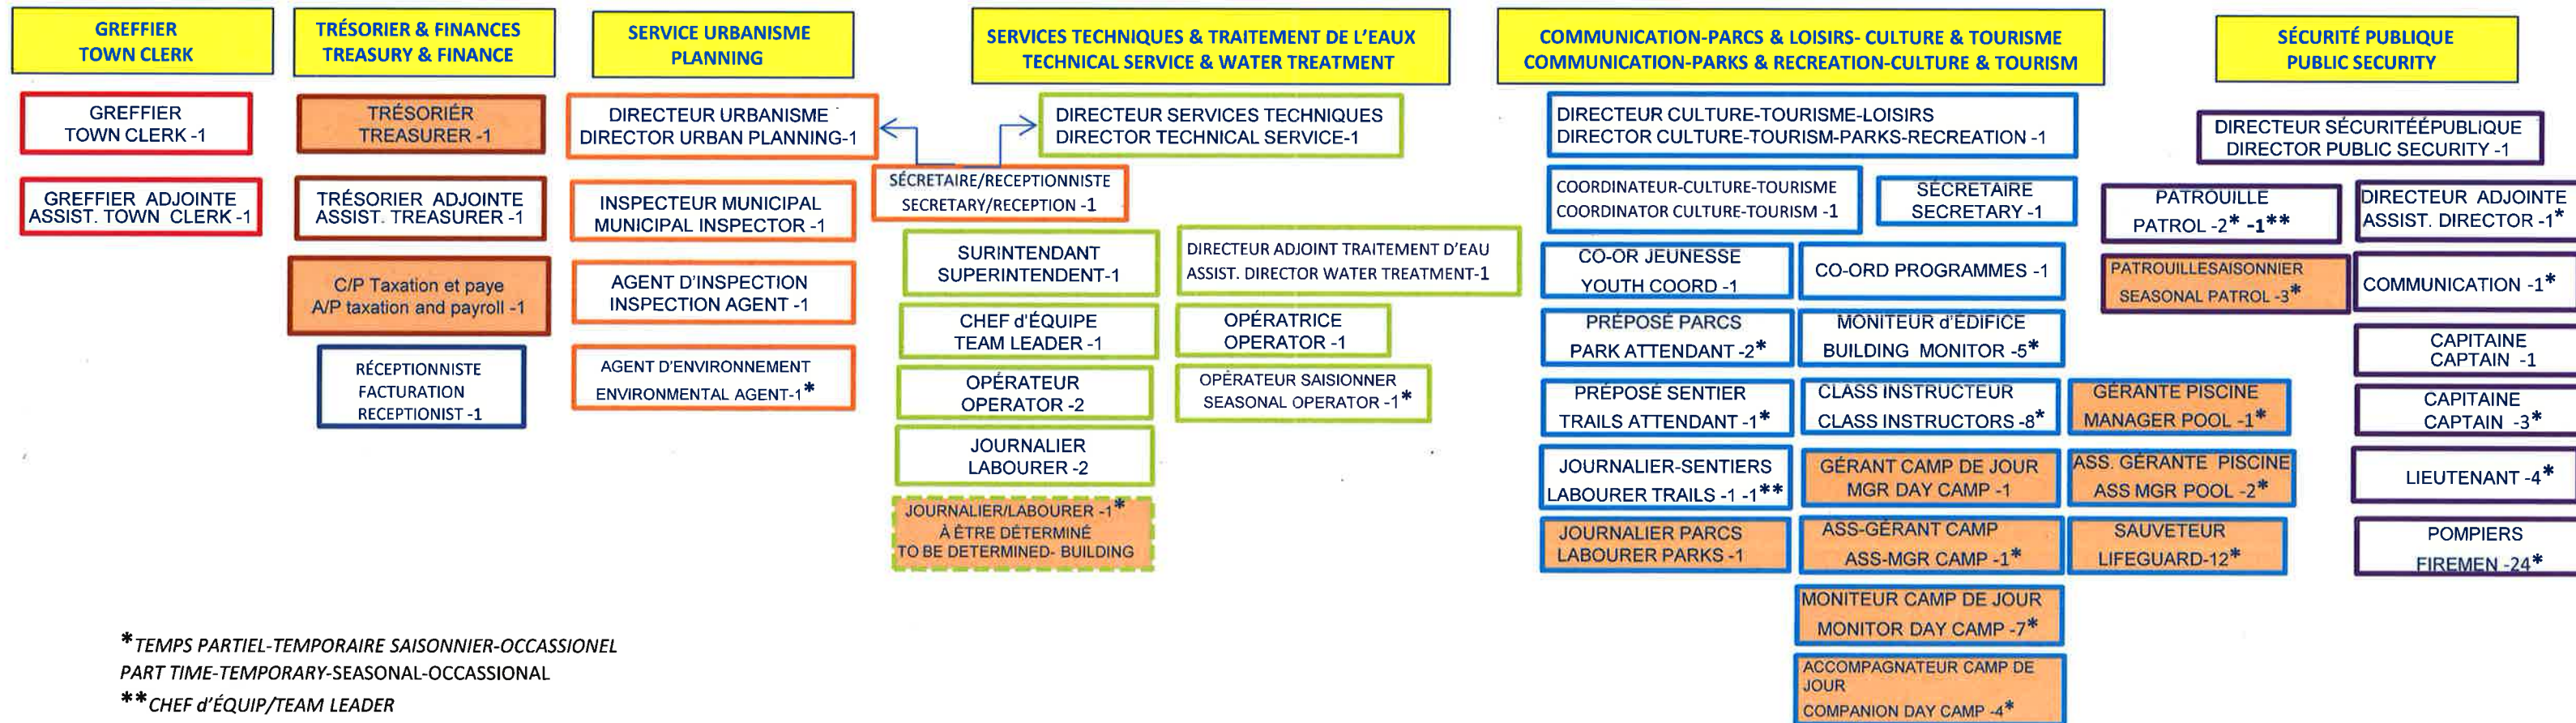 GREFFIER
TOWN CLERK
GREFFIER
TOWN CLERK -1
GREFFIER ADJOINTE
ASSIST. TOWN CLERK -1
TRÉSORIER & FINANCES
TREASURY & FINANCE
TRÉSORIÉR
TREASURER -1
TRÉSORIER ADJOINTE
ASSIST. TREASURER -1
C/P Taxation et paye
A/P taxation and payroll -1
RÉCEPTIONNISTE
FACTURATION
RECEPTIONIST -1
SERVICE URBANISME
PLANNING
DIRECTEUR URBANISME
DIRECTOR URBAN PLANNING-1
SÉCRETAIRE/RECEPTIONNISTE
SECRETARY/RECEPTION -1
INSPECTEUR MUNICIPAL
MUNICIPAL INSPECTOR -1
AGENT D'INSPECTION
INSPECTION AGENT -1
AGENT D'ENVIRONNEMENT
ENVIRONMENTAL AGENT-1*
SERVICES TECHNIQUES & TRAITEMENT DE L'EAUX
TECHNICAL SERVICE & WATER TREATMENT
DIRECTEUR SERVICES TECHNIQUES
DIRECTOR TECHNICAL SERVICE-1
SURINTENDANT
SUPERINTENDENT-1
DIRECTEUR ADJOINT TRAITEMENT D'EAU
ASSIST. DIRECTOR WATER TREATMENT-1
CHEF d'ÉQUIPE
TEAM LEADER -1
OPÉRATRICE
OPERATOR -1
OPÉRATEUR
OPERATOR -2
OPÉRATEUR SAISIONNER
SEASONAL OPERATOR -1*
JOURNALIER
LABOURER -2
JOURNALIER/LABOURER -1*
À ÊTRE DÉTERMINÉ
TO BE DETERMINED- BUILDING
COMMUNICATION-PARCS & LOISIRS- CULTURE & TOURISME
COMMUNICATION-PARKS & RECREATION-CULTURE & TOURISM
DIRECTEUR CULTURE-TOURISME-LOISIRS
DIRECTOR CULTURE-TOURISM-PARKS-RECREATION -1
COORDINATEUR-CULTURE-TOURISME
COORDINATOR CULTURE-TOURISM -1
SÉCRETAIRE
SECRETARY -1
CO-OR JEUNESSE
YOUTH COORD -1
CO-ORD PROGRAMMES -1
PRÉPOSÉ PARCS
PARK ATTENDANT -2*
MONITEUR d'ÉDIFICE
BUILDING MONITOR -5*
PRÉPOSÉ SENTIER
TRAILS ATTENDANT -1*
CLASS INSTRUCTEUR
CLASS INSTRUCTORS -8*
GÉRANTE PISCINE
MANAGER POOL -1*
JOURNALIER-SENTIERS
LABOURER TRAILS -1 -1**
GÉRANT CAMP DE JOUR
MGR DAY CAMP -1
ASS. GÉRANTE PISCINE
ASS MGR POOL -2*
JOURNALIER PARCS
LABOURER PARKS -1
ASS-GÉRANT CAMP
ASS-MGR CAMP -1*
SAUVETEUR
LIFEGUARD-12*
MONITEUR CAMP DE JOUR
MONITOR DAY CAMP -7*
ACCOMPAGNATEUR CAMP DE
JOUR
COMPANION DAY CAMP -4*
SÉCURITÉ PUBLIQUE
PUBLIC SECURITY
DIRECTEUR SÉCURITÉÉPUBLIQUE
DIRECTOR PUBLIC SECURITY -1
PATROUILLE
PATROL -2* -1**
DIRECTEUR ADJOINTE
ASSIST. DIRECTOR -1*
PATROUILLESAISONNIER
SEASONAL PATROL -3*
COMMUNICATION -1*
CAPITAINE
CAPTAIN -1
CAPITAINE
CAPTAIN -3*
LIEUTENANT -4*
POMPIERS
FIREMEN -24*
*TEMPS PARTIEL-TEMPORAIRE SAISONNIER-OCCASSIONEL
PART TIME-TEMPORARY-SEASONAL-OCCASSIONAL
**CHEF d'ÉQUIP/TEAM LEADER